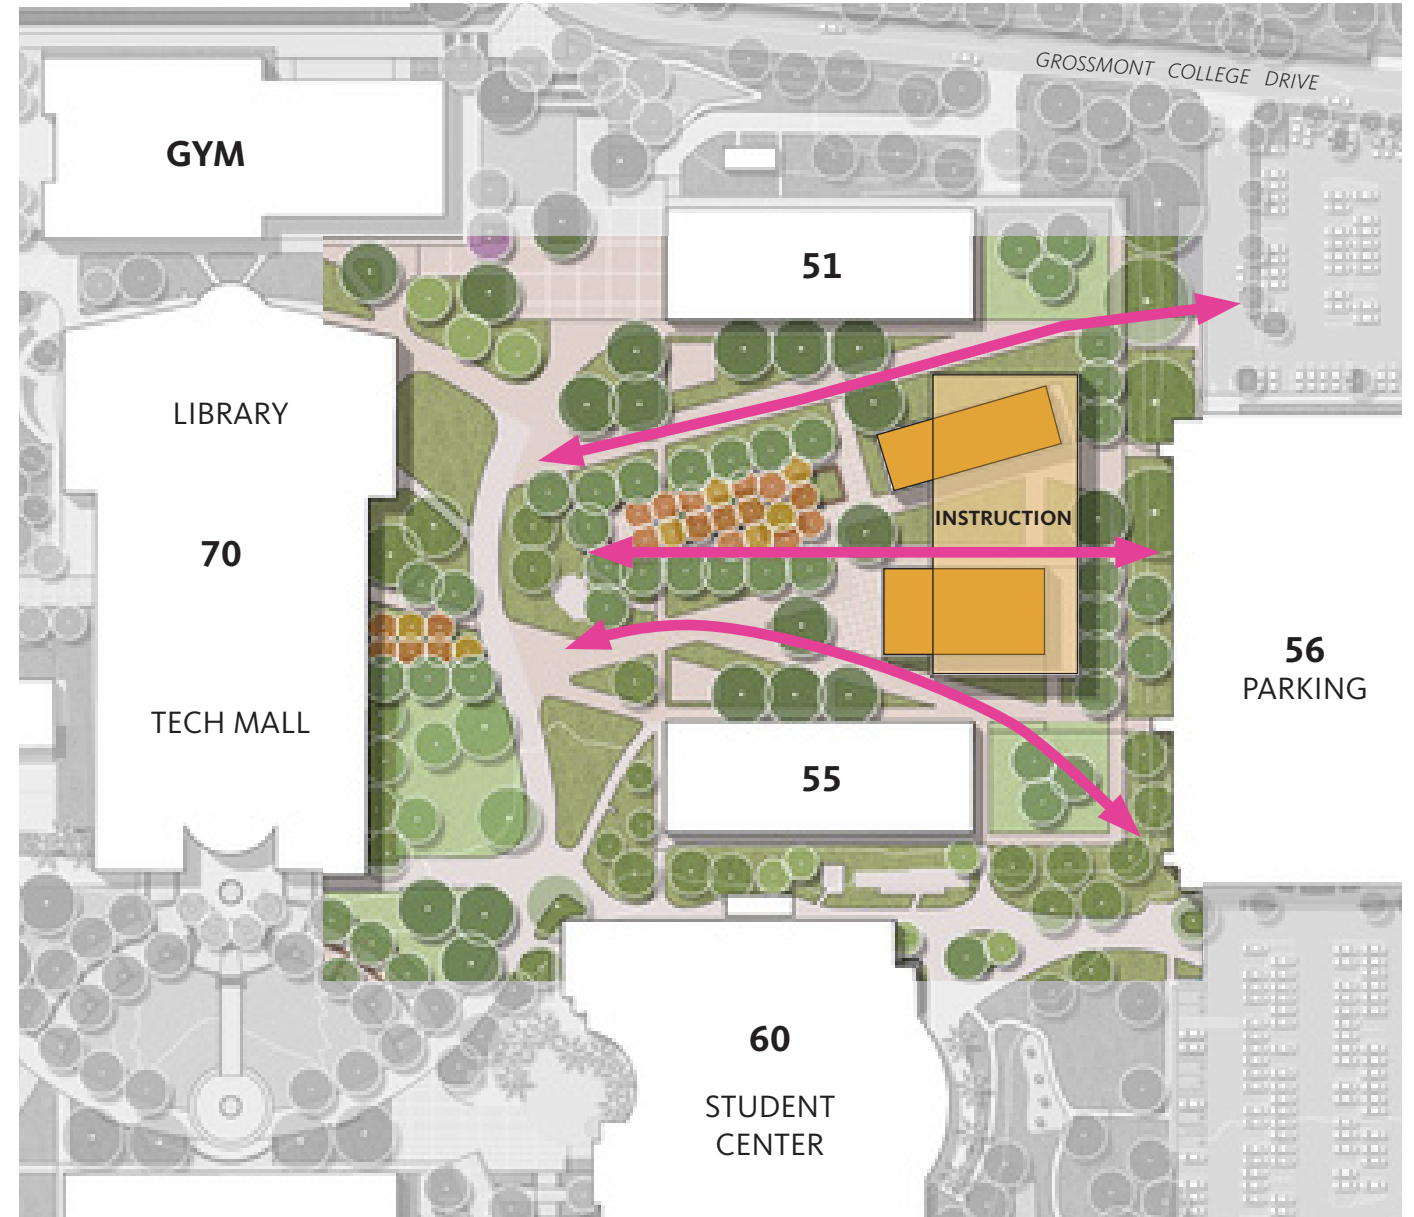 GROSSMONT COLLEGE DRIVE
GYM
51
LIBRARY
INSTRUCTION
70
56
PARKING
TECH MALL
55
60
STUDENT
CENTER